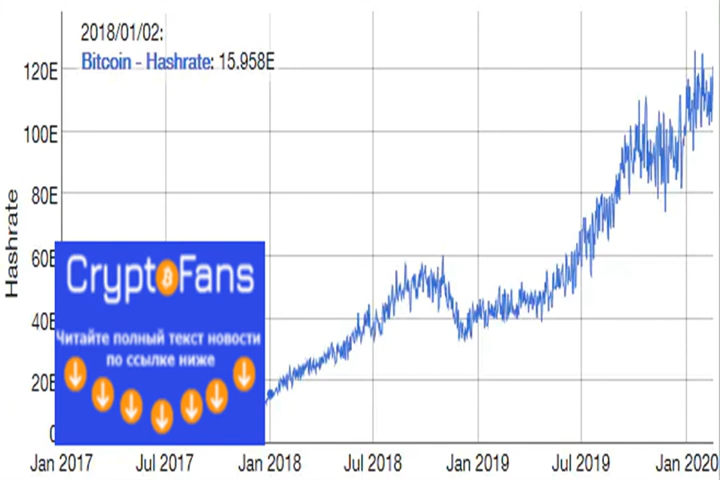 2018/01/02:
Bitcoin - Hashrate: 15.958E
120E
100E
80E
60E
40E
20E
0
Hashrate
CryptoFans
Читайте полный текст новости
по ссылке ниже
Jan 2017 Jul 2017 Jan 2018 Jul 2018 Jan 2019 Jul 2019 Jan 2020